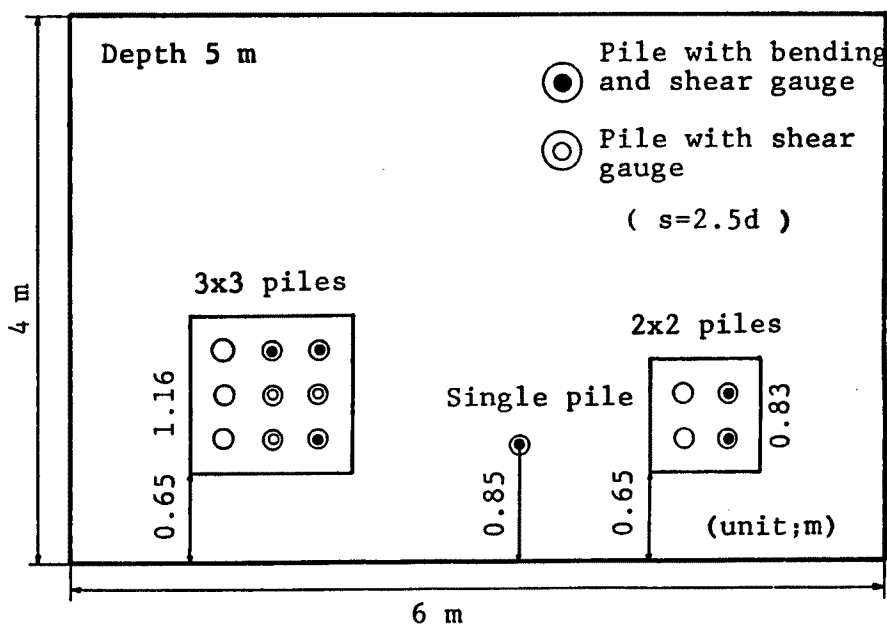 Depth 5 m
Pile with bending
and shear gauge
Pile with shear
gauge
( s=2.5d )
4 m
3x3 piles
2x2 piles
1.16
Single pile
0.83
0.65
0.85
0.65
(unit;m)
6 m